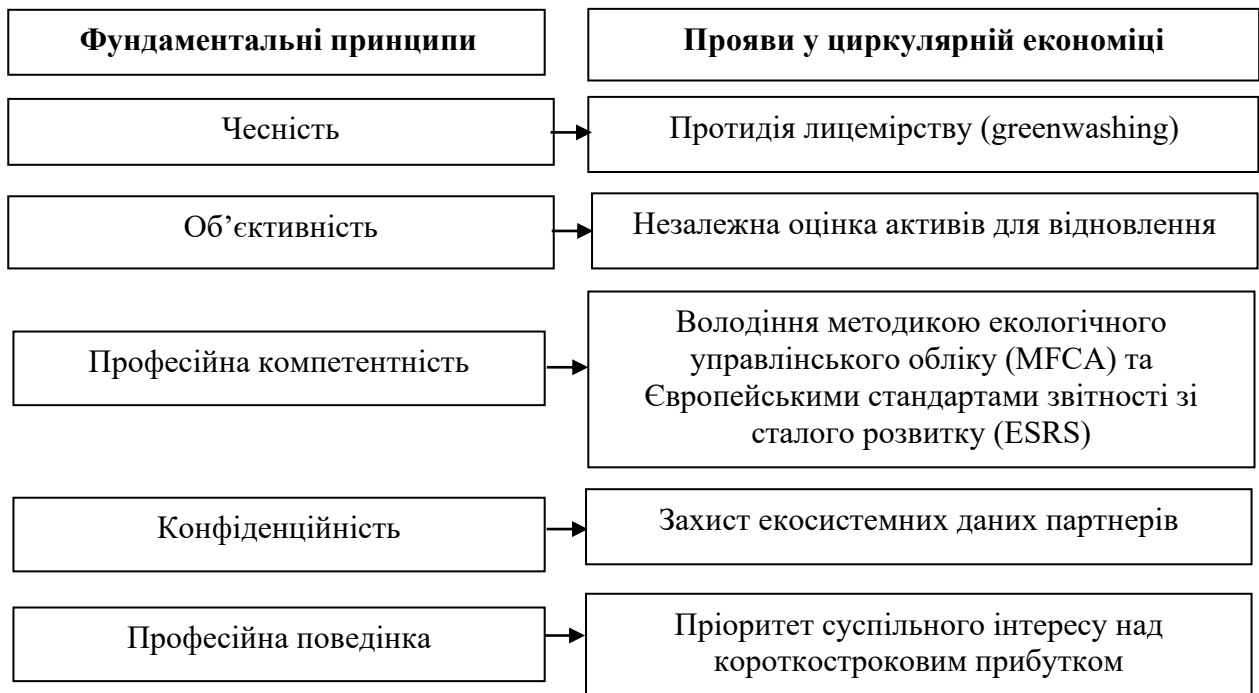 Фундаментальні принципи
Прояви у циркулярній економіці
Чесність
Протидія лицемірству (greenwashing)
Об’єктивність
Незалежна оцінка активів для відновлення
Професійна компетентність
Володіння методикою екологічного
управлінського обліку (MFCA) та
Європейськими стандартами звітності зі
сталого розвитку (ESRS)
Конфіденційність
Захист екосистемних даних партнерів
Професійна поведінка
Пріоритет суспільного інтересу над
короткостроковим прибутком